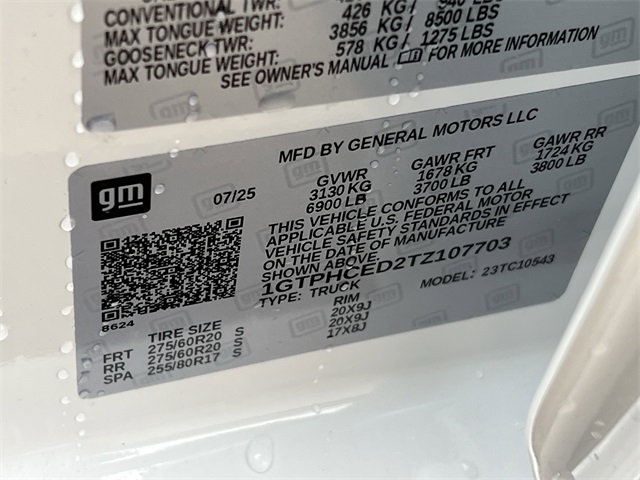 CONVENTIONAL TWR:
MAX TONGUE WEIGHT: 426 KG/ 940 LBS
GOOSENECK TWR: 3856 KG/ 8500 LBS
MAX TONGUE WEIGHT: 578 KG/ 1275 LBS
SEE OWNER'S MANUAL FOR MORE INFORMATION
MFD BY GENERAL MOTORS LLC
gm
07/25
GVWR GAWR FRT GAWR RR
3130 KG 1678 KG 1724 KG
6900 LB 3700 LB 3800 LB
THIS VEHICLE CONFORMS TO ALL
APPLICABLE U.S. FEDERAL MOTOR
VEHICLE SAFETY STANDARDS IN EFFECT
ON THE DATE OF MANUFACTURE
SHOWN ABOVE.
1GTPHCED2TZ107703
TYPE: TRUCK MODEL: 23TC10543
8624
TIRE SIZE RIM
FRT 275/60R20 S 20X9J
RR 275/60R20 S 20X9J
SPA 255/80R17 S 17X8J